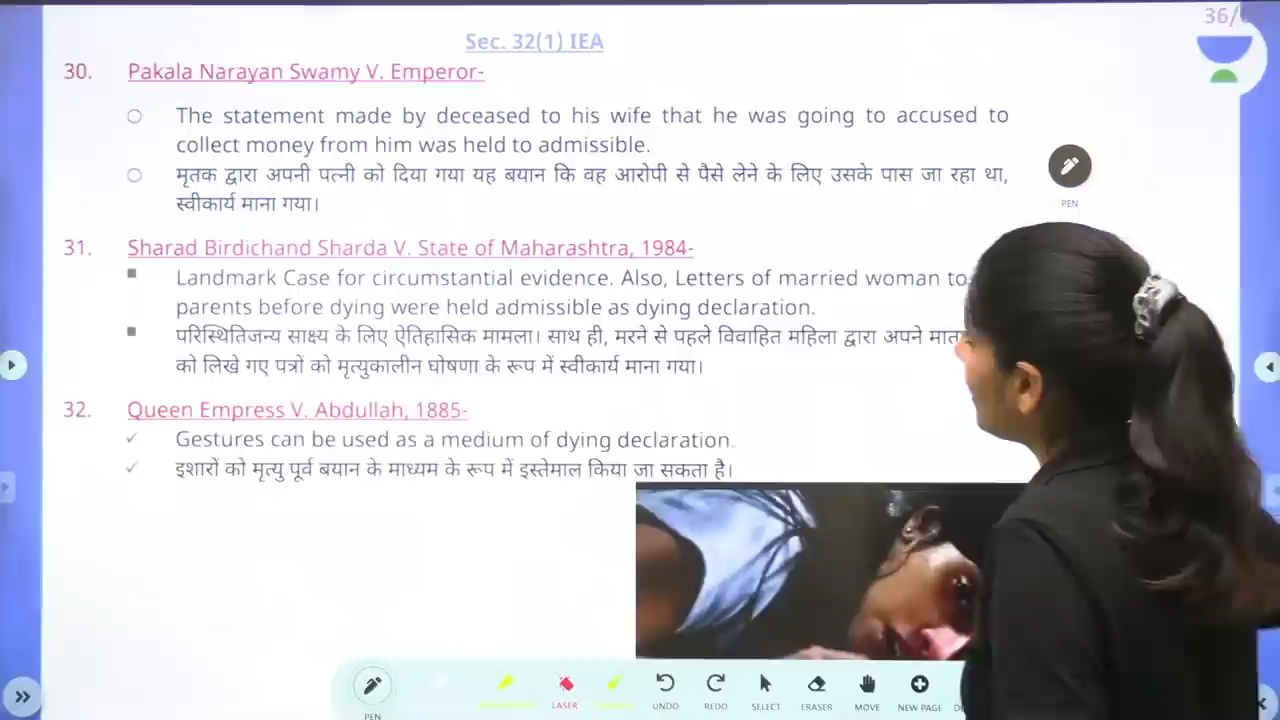 36/
Sec. 32(1) IEA
30. Pakala Narayan Swamy V. Emperor-
The statement made by deceased to his wife that he was going to accused to
collect money from him was held to admissible.
मृतक द्वारा अपनी पत्नी को दिया गया यह बयान कि वह आरोपी से पैसे लेने के लिए उसके पास जा रहा था,
स्वीकार्य माना गया।
PEN
31. Sharad Birdichand Sharda V. State of Maharashtra, 1984-
Landmark Case for circumstantial evidence. Also, Letters of married woman to
parents before dying were held admissible as dying declaration.
परिस्थितिजन्य साक्ष्य के लिए ऐतिहासिक मामला। साथ ही, मरने से पहले विवाहित महिला द्वारा अपने
को लिखे गए पत्रों को मृत्युकालीन घोषणा के रूप में स्वीकार्य माना गया।
32. Queen Empress V. Abdullah, 1885-
Gestures can be used as a medium of dying declaration.
इशारों को मृत्यु पूर्व बयान के माध्यम के रूप में इस्तेमाल किया जा सकता है।
PEN LASER UNDO REDO SELECT ERASER MOVE NEW PAGE